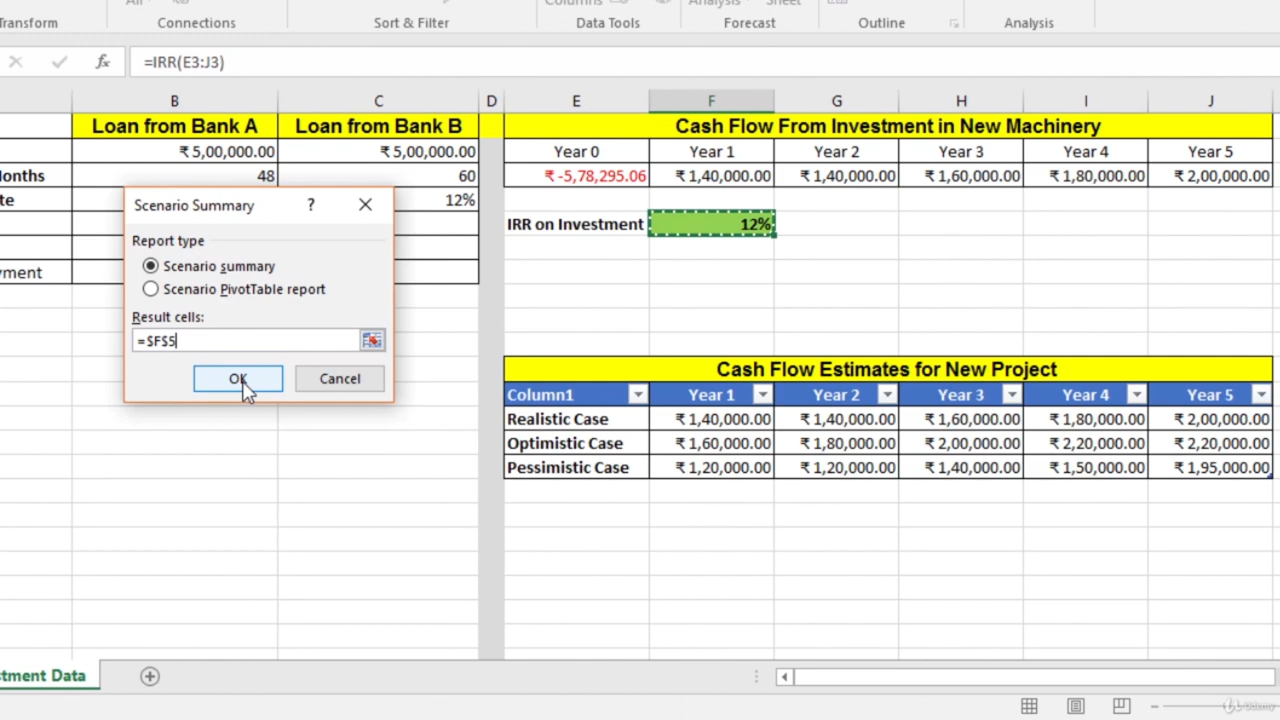 Transform
Connections
Sort & Filter
Columns
Data Tools
Analysis
Sheet
Forecast
Outline
Analysis
fx
=IRR(E3:J3)
B C D E F G H I J
Loan from Bank A Loan from Bank B Cash Flow From Investment in New Machinery
₹ 5,00,000.00 ₹ 5,00,000.00 Year 0 Year 1 Year 2 Year 3 Year 4 Year 5
Months 48 60 ₹ -5,78,295.06 ₹ 1,40,000.00 ₹ 1,40,000.00 ₹ 1,60,000.00 ₹ 1,80,000.00 ₹ 2,00,000.00
12%
IRR on Investment 12%
Scenario Summary ?
Report type
Scenario summary
Scenario PivotTable report
Result cells:
=$F$5
OK Cancel
Cash Flow Estimates for New Project
Column1 Year 1 Year 2 Year 3 Year 4 Year 5
Realistic Case ₹ 1,40,000.00 ₹ 1,40,000.00 ₹ 1,60,000.00 ₹ 1,80,000.00 ₹ 2,00,000.00
Optimistic Case ₹ 1,60,000.00 ₹ 1,80,000.00 ₹ 2,00,000.00 ₹ 2,20,000.00 ₹ 2,20,000.00
Pessimistic Case ₹ 1,20,000.00 ₹ 1,20,000.00 ₹ 1,40,000.00 ₹ 1,50,000.00 ₹ 1,95,000.00
stment Data
Udemy